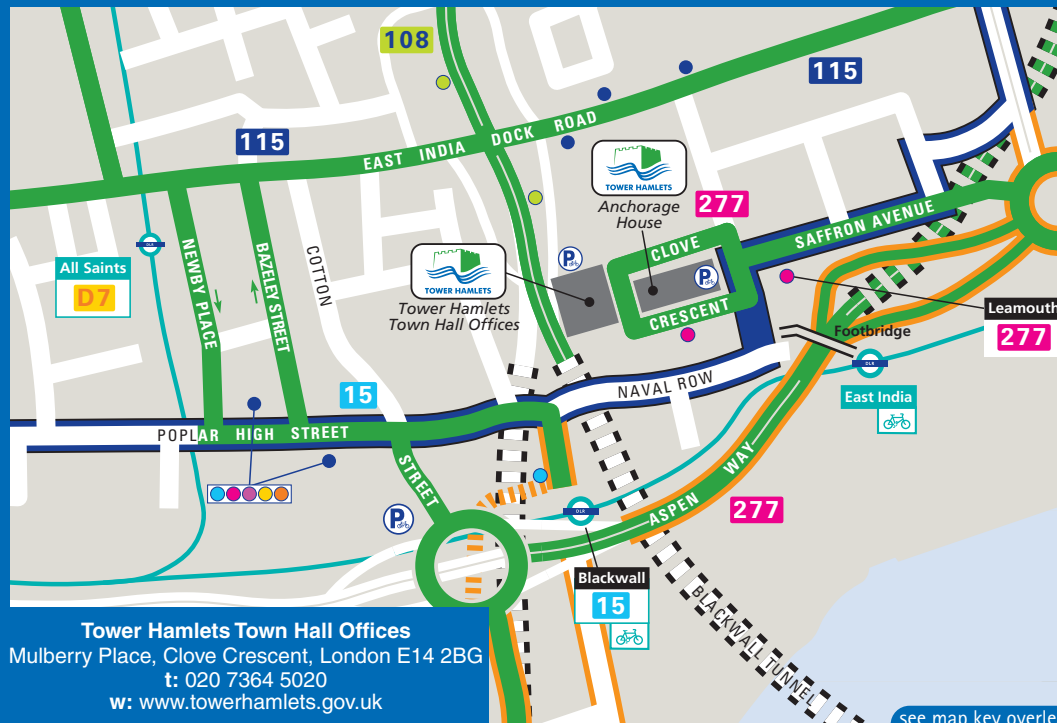 108
115
115
EAST INDIA DOCK ROAD
TOWER HAMLETS
Anchorage
House
277
CLOVE
CRESCENT
SAFFRON AVENUE
P
P
TOWER HAMLETS
Tower Hamlets
Town Hall Offices
DLR
All Saints
D7
NEWBY PLACE
BAZELEY STREET
COTTON
STREET
Leamouth
277
Footbridge
DLR
East India
15
NAVAL ROW
POPLAR HIGH STREET
P
ASPEN WAY
277
DLR
Blackwall
15
BLACKWALL TUNNEL
Tower Hamlets Town Hall Offices
Mulberry Place, Clove Crescent, London E14 2BG
t: 020 7364 5020
w: www.towerhamlets.gov.uk
see map key overle